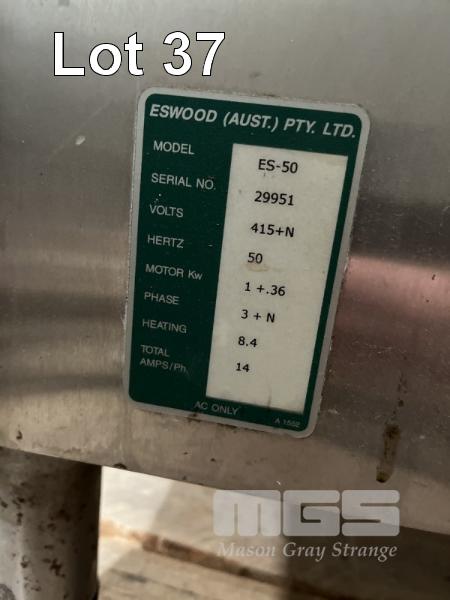 Lot 37
ESWOOD (AUST.) PTY. LTD.
MODEL ES-50
SERIAL NO. 29951
VOLTS 415+N
HERTZ 50
MOTOR Kw 1 +.36
PHASE 3 + N
HEATING 8.4
TOTAL
AMPS/Ph 14
AC ONLY
A 1502
MGS
Mason Gray Strange